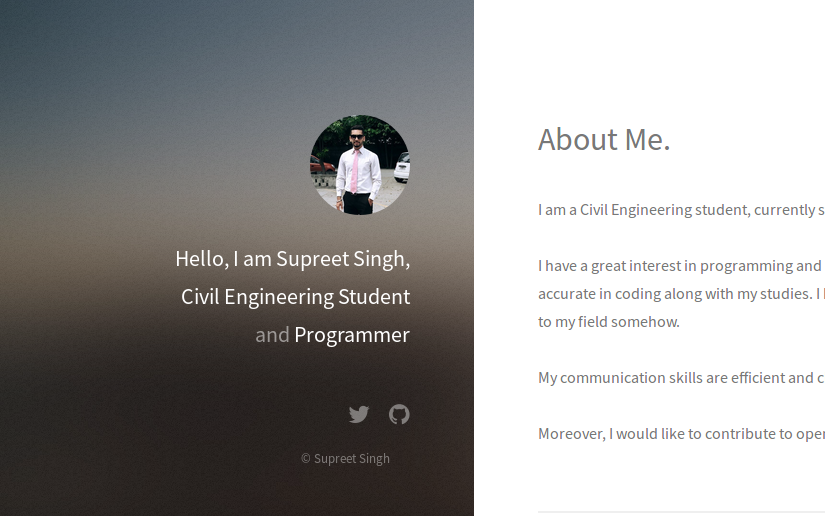 Hello, I am Supreet Singh,
Civil Engineering Student
and Programmer
© Supreet Singh
About Me.
I am a Civil Engineering student, currently s
I have a great interest in programming and
accurate in coding along with my studies. I
to my field somehow.
My communication skills are efficient and c
Moreover, I would like to contribute to ope